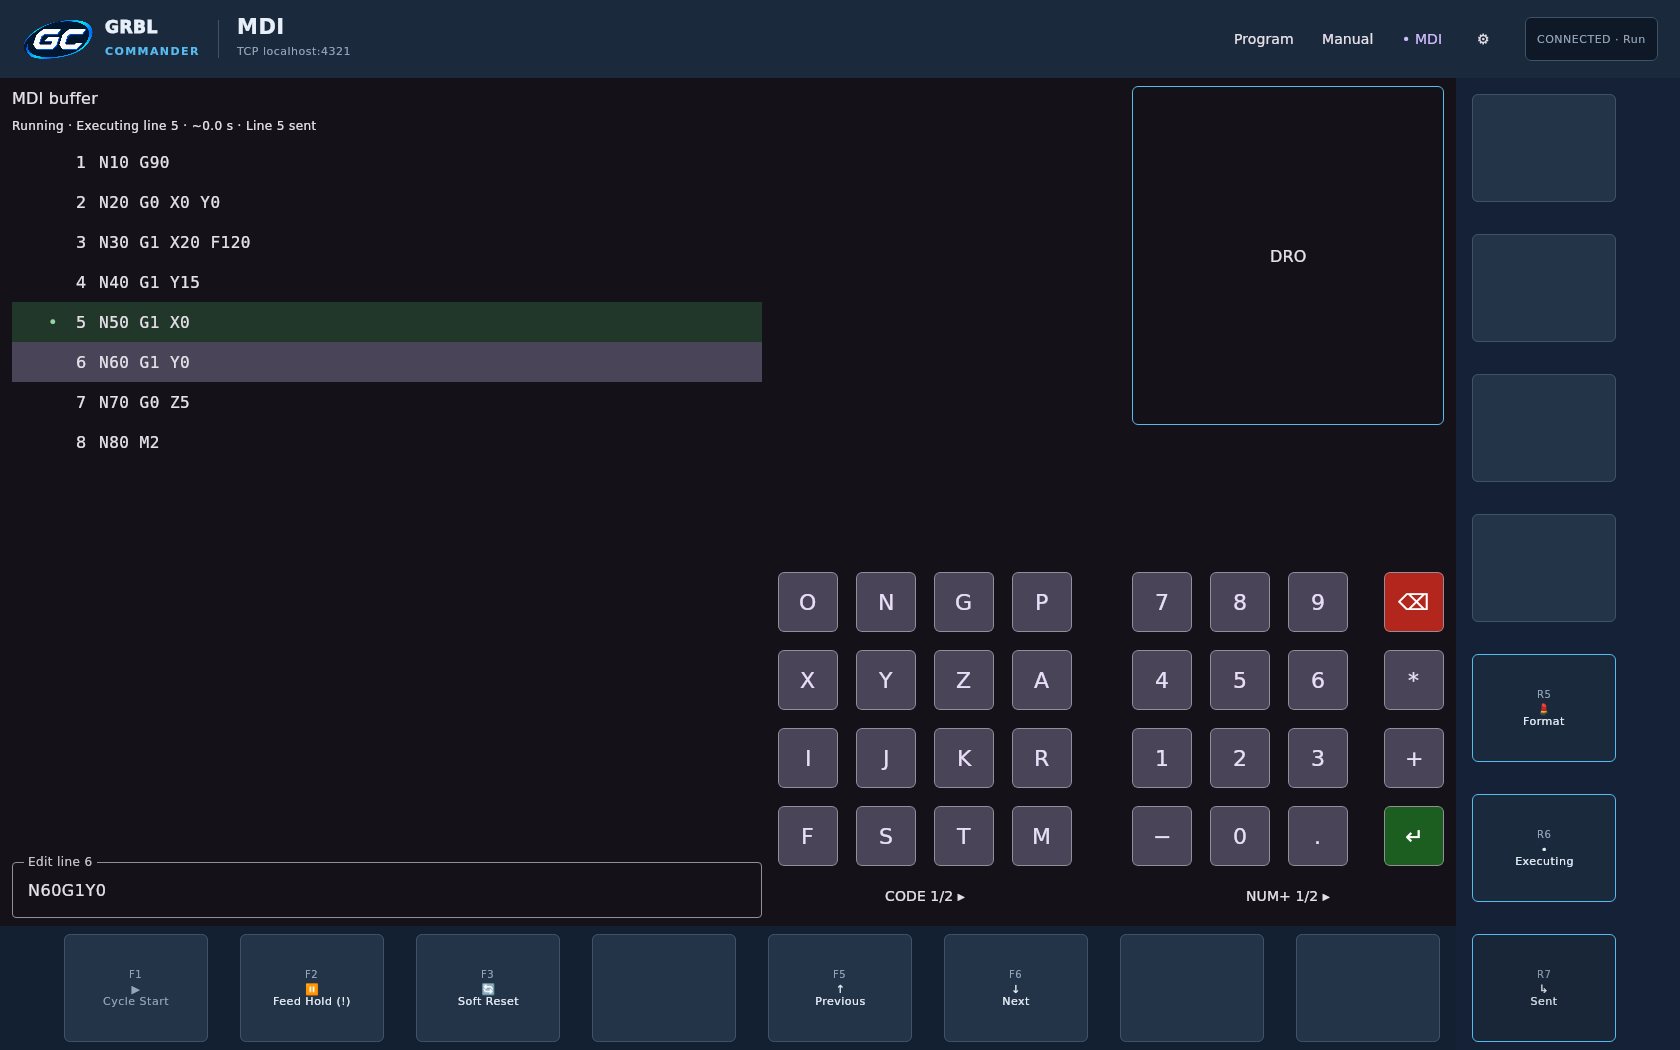 GC
GRBL
COMMANDER
MDI
TCP localhost:4321
Program
Manual
• MDI
⚙
CONNECTED · Run
MDI buffer
Running · Executing line 5 · ~0.0 s · Line 5 sent
1 N10 G90
2 N20 G0 X0 Y0
3 N30 G1 X20 F120
4 N40 G1 Y15
• 5 N50 G1 X0
6 N60 G1 Y0
7 N70 G0 Z5
8 N80 M2
Edit line 6
N60G1Y0
DRO
O N G P
X Y Z A
I J K R
F S T M
CODE 1/2 ▸
7 8 9 ⌫
4 5 6 *
1 2 3 +
− 0 . ↵
NUM+ 1/2 ▸
R5
Format
R6
•
Executing
R7
↳
Sent
F1
▶
Cycle Start
F2
⏸
Feed Hold (!)
F3
🔄
Soft Reset
F5
↑
Previous
F6
↓
Next